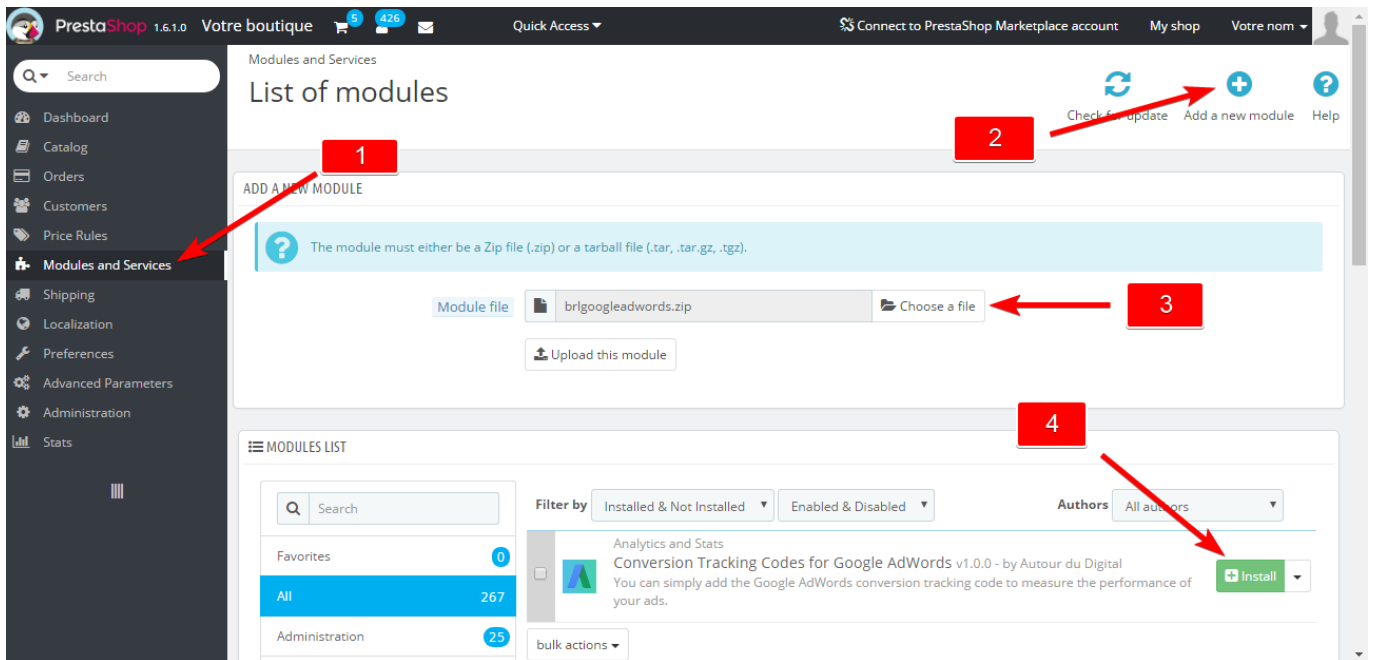 PrestaShop 1.6.1.0 Votre boutique 5 426 Quick Access Connect to PrestaShop Marketplace account My shop Votre nom
Search
Dashboard
Catalog
Orders
Customers
Price Rules
Modules and Services
Shipping
Localization
Preferences
Advanced Parameters
Administration
Stats
Modules and Services
List of modules
Check for update Add a new module Help
1
2
ADD A NEW MODULE
The module must either be a Zip file (.zip) or a tarball file (.tar, .tar.gz, .tgz).
Module file brlgoogleadwords.zip Choose a file
3
Upload this module
4
MODULES LIST
Search
Filter by Installed & Not Installed Enabled & Disabled Authors All authors
Favorites 0
All 267
Administration 25
Analytics and Stats
Conversion Tracking Codes for Google AdWords v1.0.0 - by Autour du Digital
You can simply add the Google AdWords conversion tracking code to measure the performance of
your ads.
Install
bulk actions